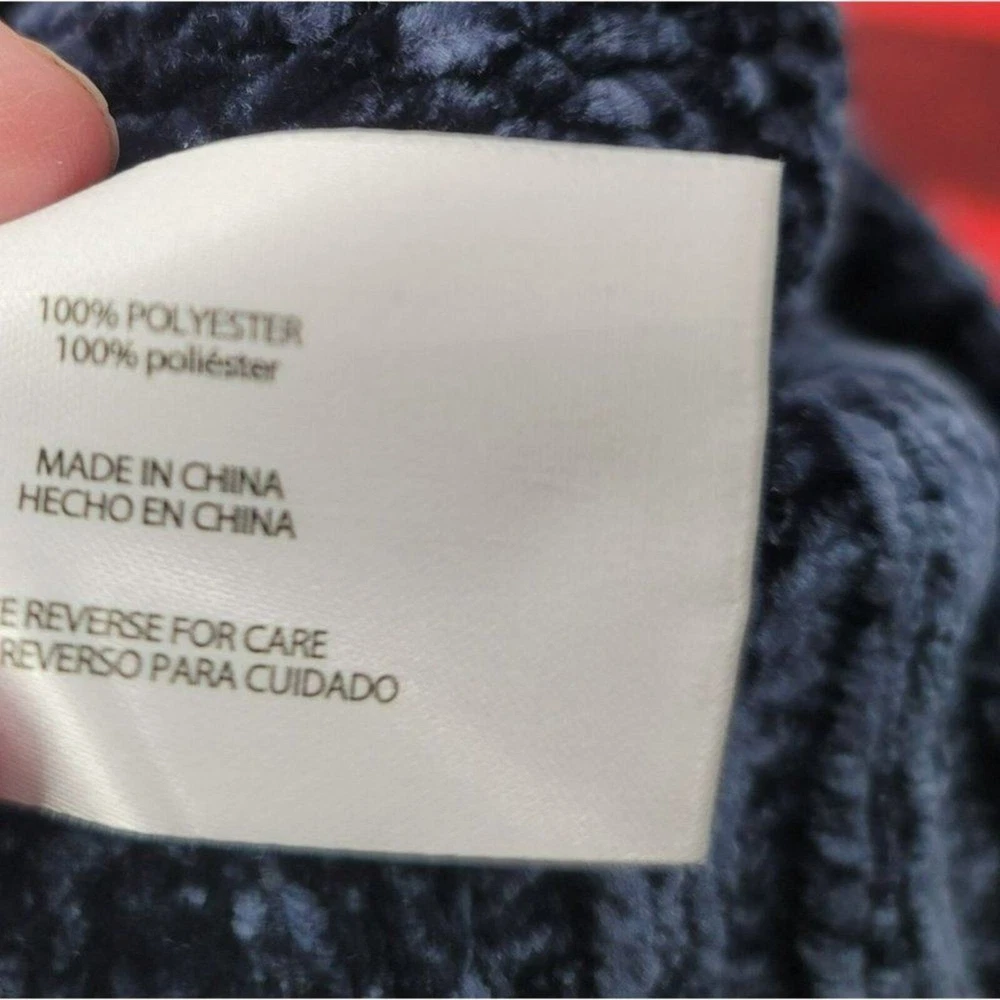 100% POLYESTER
100% poliéster
MADE IN CHINA
HECHO EN CHINA
E REVERSE FOR CARE
REVERSO PARA CUIDADO